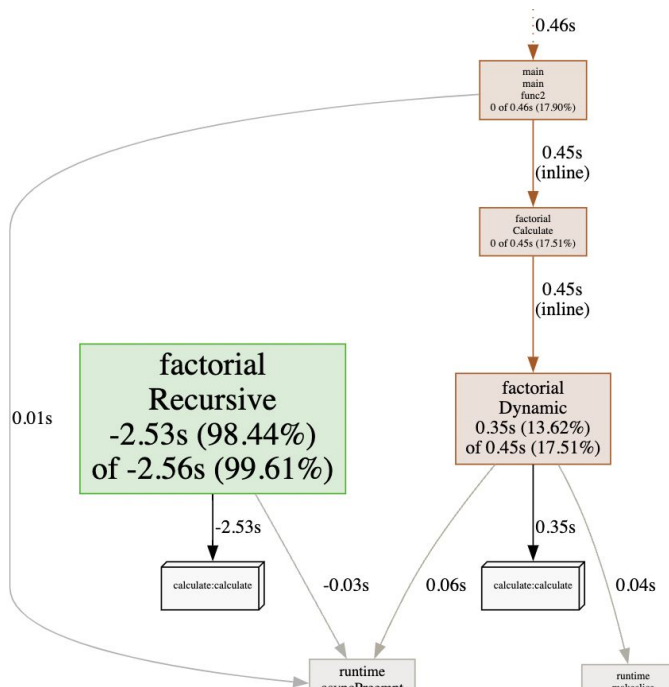 0.46s
main
main
func2
0 of 0.46s (17.90%)
0.45s
(inline)
factorial
Calculate
0 of 0.45s (17.51%)
0.45s
(inline)
factorial
Recursive
-2.53s (98.44%)
of -2.56s (99.61%)
factorial
Dynamic
0.35s (13.62%)
of 0.45s (17.51%)
0.01s
-2.53s
0.35s
calculate:calculate
-0.03s
0.06s
calculate:calculate
0.04s
runtime
runtime